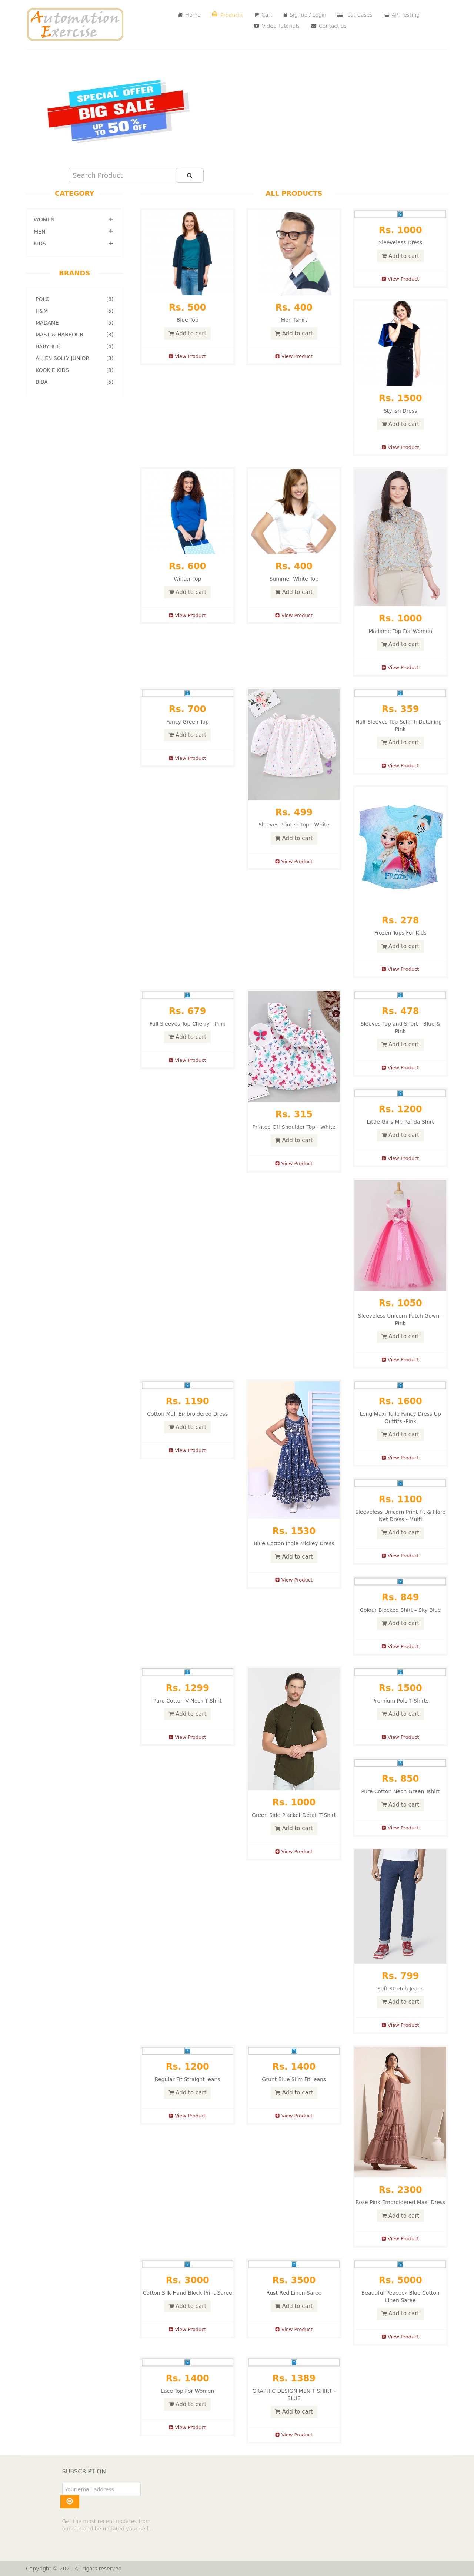 Automation
Exercise
Home
Products
Cart
Signup / Login
Test Cases
API Testing
Video Tutorials
Contact us
SPECIAL OFFER
BIG SALE
UP TO 50% OFF
Search Product
CATEGORY
WOMEN
MEN
KIDS
BRANDS
POLO (6)
H&M (5)
MADAME (5)
MAST & HARBOUR (3)
BABYHUG (4)
ALLEN SOLLY JUNIOR (3)
KOOKIE KIDS (3)
BIBA (5)
ALL PRODUCTS
Rs. 500
Blue Top
Add to cart
View Product
Rs. 400
Men Tshirt
Add to cart
View Product
Rs. 1000
Sleeveless Dress
Add to cart
View Product
Rs. 1500
Stylish Dress
Add to cart
View Product
Rs. 600
Winter Top
Add to cart
View Product
Rs. 400
Summer White Top
Add to cart
View Product
Rs. 1000
Madame Top For Women
Add to cart
View Product
Rs. 700
Fancy Green Top
Add to cart
View Product
Rs. 499
Sleeves Printed Top - White
Add to cart
View Product
Rs. 359
Half Sleeves Top Schiffli Detailing -
Pink
Add to cart
View Product
FROZEN
Rs. 278
Frozen Tops For Kids
Add to cart
View Product
Rs. 679
Full Sleeves Top Cherry - Pink
Add to cart
View Product
Rs. 315
Printed Off Shoulder Top - White
Add to cart
View Product
Rs. 478
Sleeves Top and Short - Blue &
Pink
Add to cart
View Product
Rs. 1200
Little Girls Mr. Panda Shirt
Add to cart
View Product
Rs. 1050
Sleeveless Unicorn Patch Gown -
Pink
Add to cart
View Product
Rs. 1190
Cotton Mull Embroidered Dress
Add to cart
View Product
Rs. 1530
Blue Cotton Indie Mickey Dress
Add to cart
View Product
Rs. 1600
Long Maxi Tulle Fancy Dress Up
Outfits -Pink
Add to cart
View Product
Rs. 1100
Sleeveless Unicorn Print Fit & Flare
Net Dress - Multi
Add to cart
View Product
Rs. 849
Colour Blocked Shirt – Sky Blue
Add to cart
View Product
Rs. 1299
Pure Cotton V-Neck T-Shirt
Add to cart
View Product
Rs. 1000
Green Side Placket Detail T-Shirt
Add to cart
View Product
Rs. 1500
Premium Polo T-Shirts
Add to cart
View Product
Rs. 850
Pure Cotton Neon Green Tshirt
Add to cart
View Product
Rs. 799
Soft Stretch Jeans
Add to cart
View Product
Rs. 1200
Regular Fit Straight Jeans
Add to cart
View Product
Rs. 1400
Grunt Blue Slim Fit Jeans
Add to cart
View Product
Rs. 2300
Rose Pink Embroidered Maxi Dress
Add to cart
View Product
Rs. 3000
Cotton Silk Hand Block Print Saree
Add to cart
View Product
Rs. 3500
Rust Red Linen Saree
Add to cart
View Product
Rs. 5000
Beautiful Peacock Blue Cotton
Linen Saree
Add to cart
View Product
Rs. 1400
Lace Top For Women
Add to cart
View Product
Rs. 1389
GRAPHIC DESIGN MEN T SHIRT -
BLUE
Add to cart
View Product
SUBSCRIPTION
Your email address
Get the most recent updates from
our site and be updated your self...
Copyright © 2021 All rights reserved